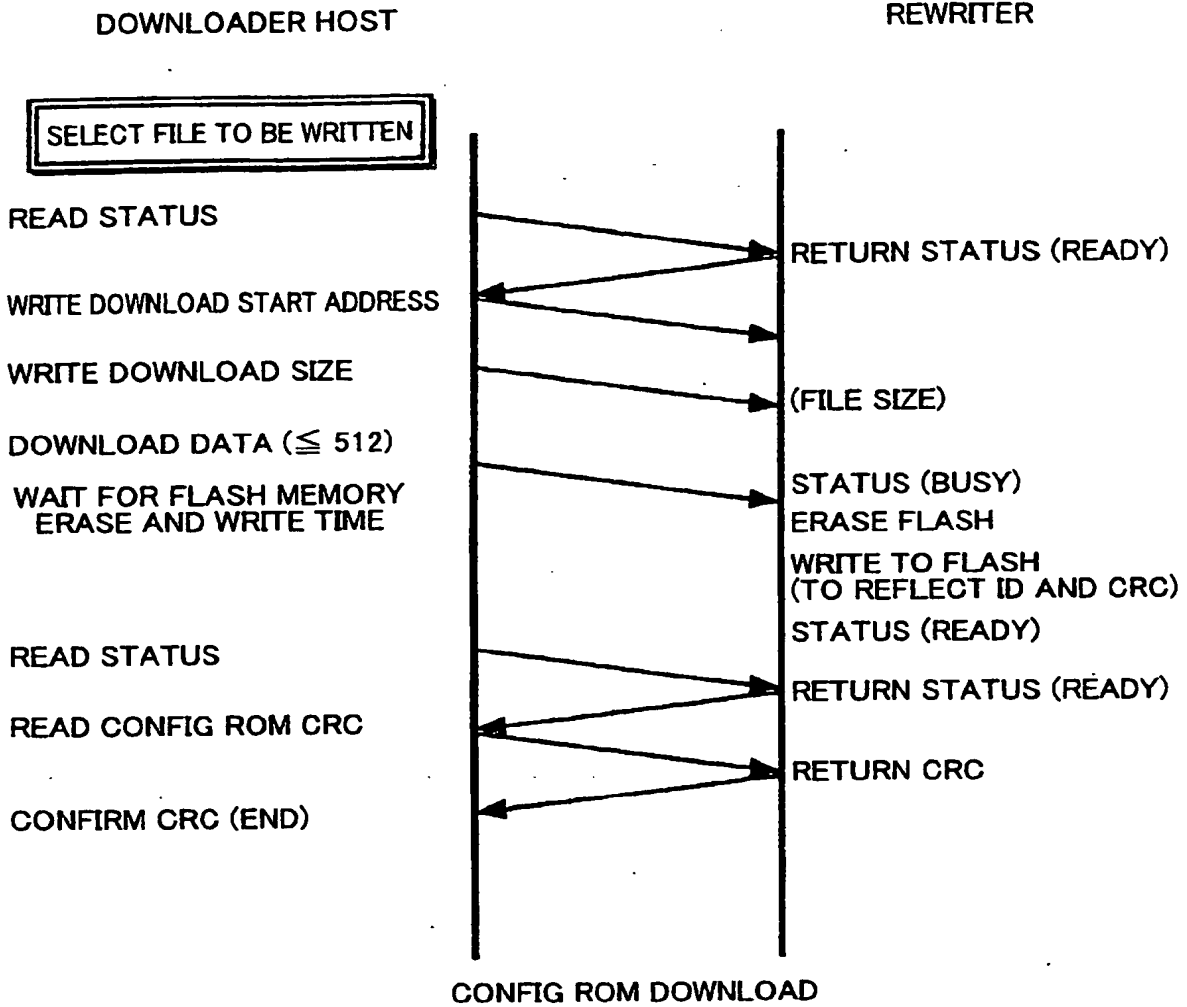 DOWNLOADER HOST
REWRITER
SELECT FILE TO BE WRITTEN
READ STATUS
RETURN STATUS (READY)
WRITE DOWNLOAD START ADDRESS
WRITE DOWNLOAD SIZE
(FILE SIZE)
DOWNLOAD DATA (≦ 512)
WAIT FOR FLASH MEMORY
ERASE AND WRITE TIME
STATUS (BUSY)
ERASE FLASH
WRITE TO FLASH
(TO REFLECT ID AND CRC)
STATUS (READY)
READ STATUS
RETURN STATUS (READY)
READ CONFIG ROM CRC
RETURN CRC
CONFIRM CRC (END)
CONFIG ROM DOWNLOAD